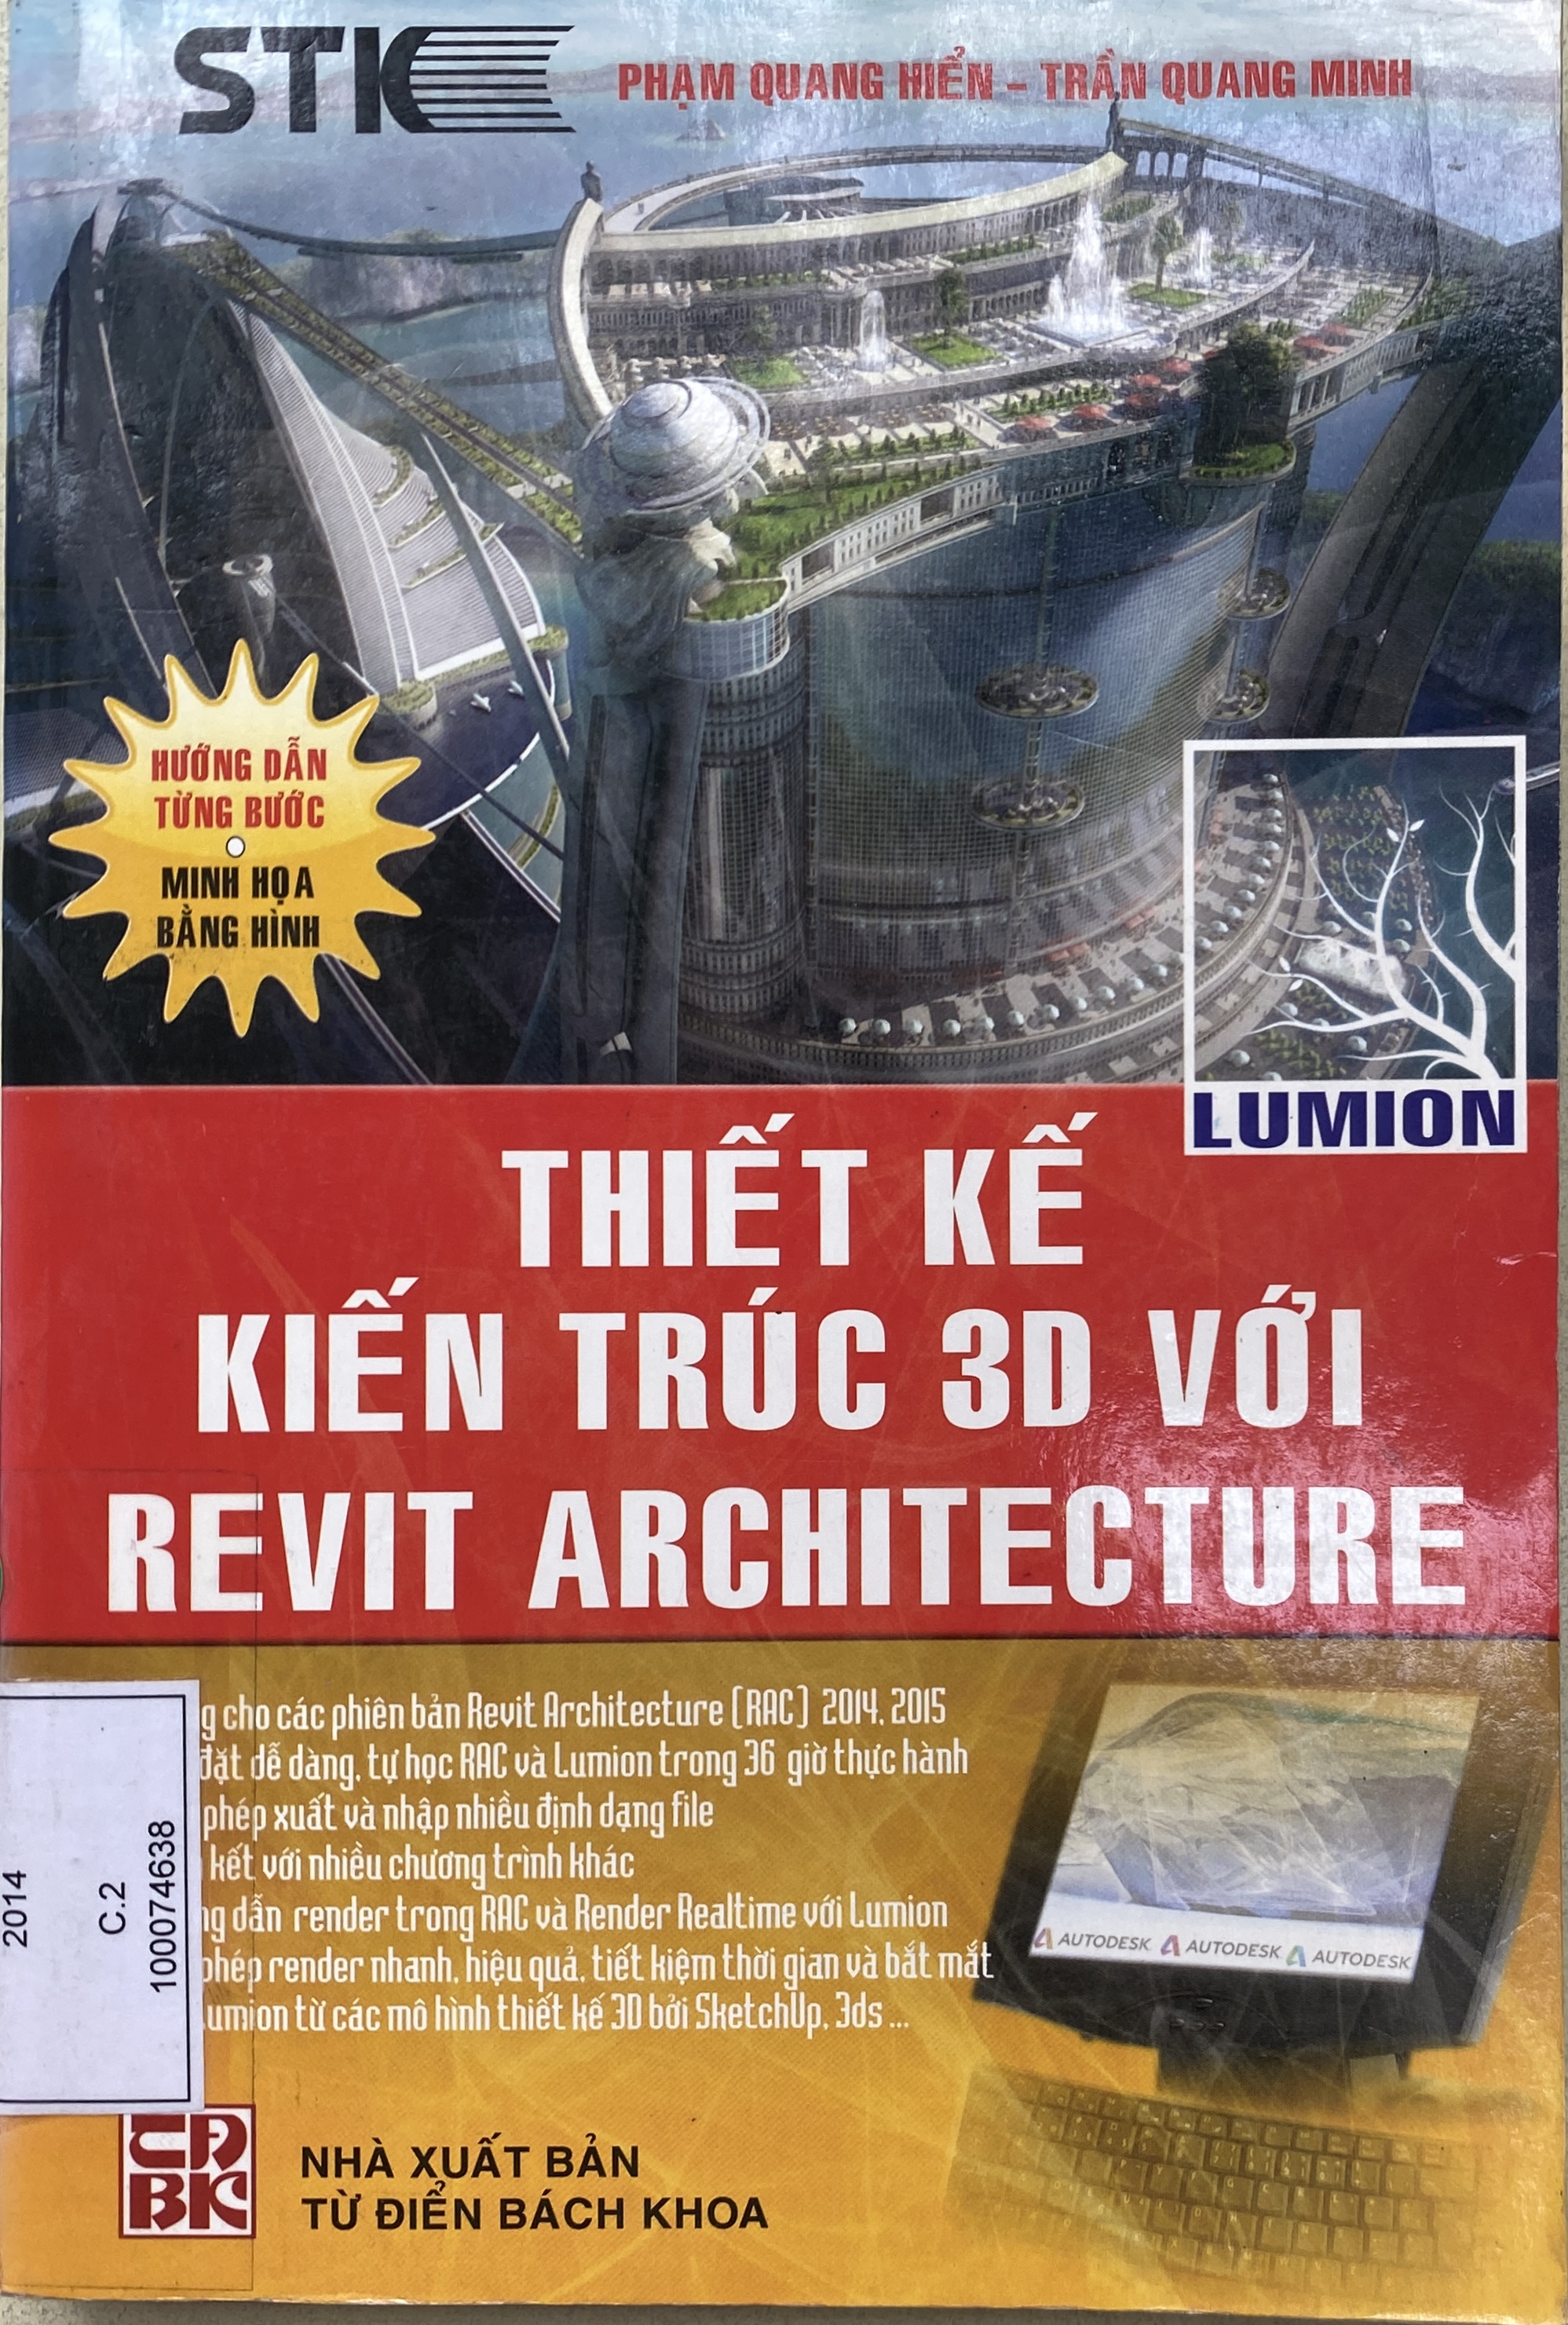 STK
PHẠM QUANG HIỂN - TRẦN QUANG MINH
HƯỚNG DẪN
TỪNG BƯỚC
MINH HỌA
BẰNG HÌNH
LUMION
THIẾT KẾ
KIẾN TRÚC 3D VỚI
REVIT ARCHITECTURE
g cho các phiên bản Revit Architecture (RAC) 2014, 2015
đặt dễ dàng, tự học RAC và Lumion trong 36 giờ thực hành
phép xuất và nhập nhiều định dạng file
kết với nhiều chương trình khác
ng dẫn render trong RAC và Render Realtime với Lumion
phép render nhanh, hiệu quả, tiết kiệm thời gian và bắt mắt
Lumion từ các mô hình thiết kế 3D bởi SketchUp, 3ds ...
AUTODESK AUTODESK AUTODESK
2014
C.2
100074638
BK
NHÀ XUẤT BẢN
TỪ ĐIỂN BÁCH KHOA